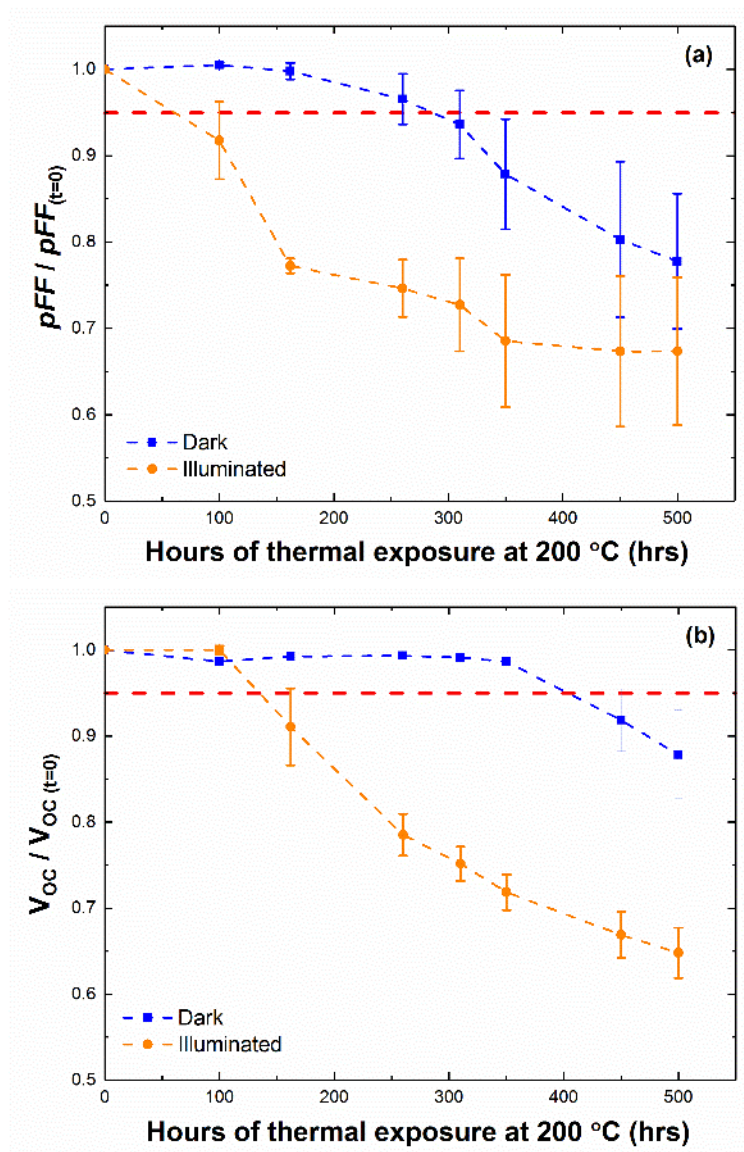 (a)
1.0
0.9
0.8
0.7
0.6
0.5
pFF / pFF(t=0)
Dark
Illuminated
0 100 200 300 400 500
Hours of thermal exposure at 200 °C (hrs)
(b)
1.0
0.9
0.8
0.7
0.6
0.5
VOC / VOC (t=0)
Dark
Illuminated
0 100 200 300 400 500
Hours of thermal exposure at 200 °C (hrs)